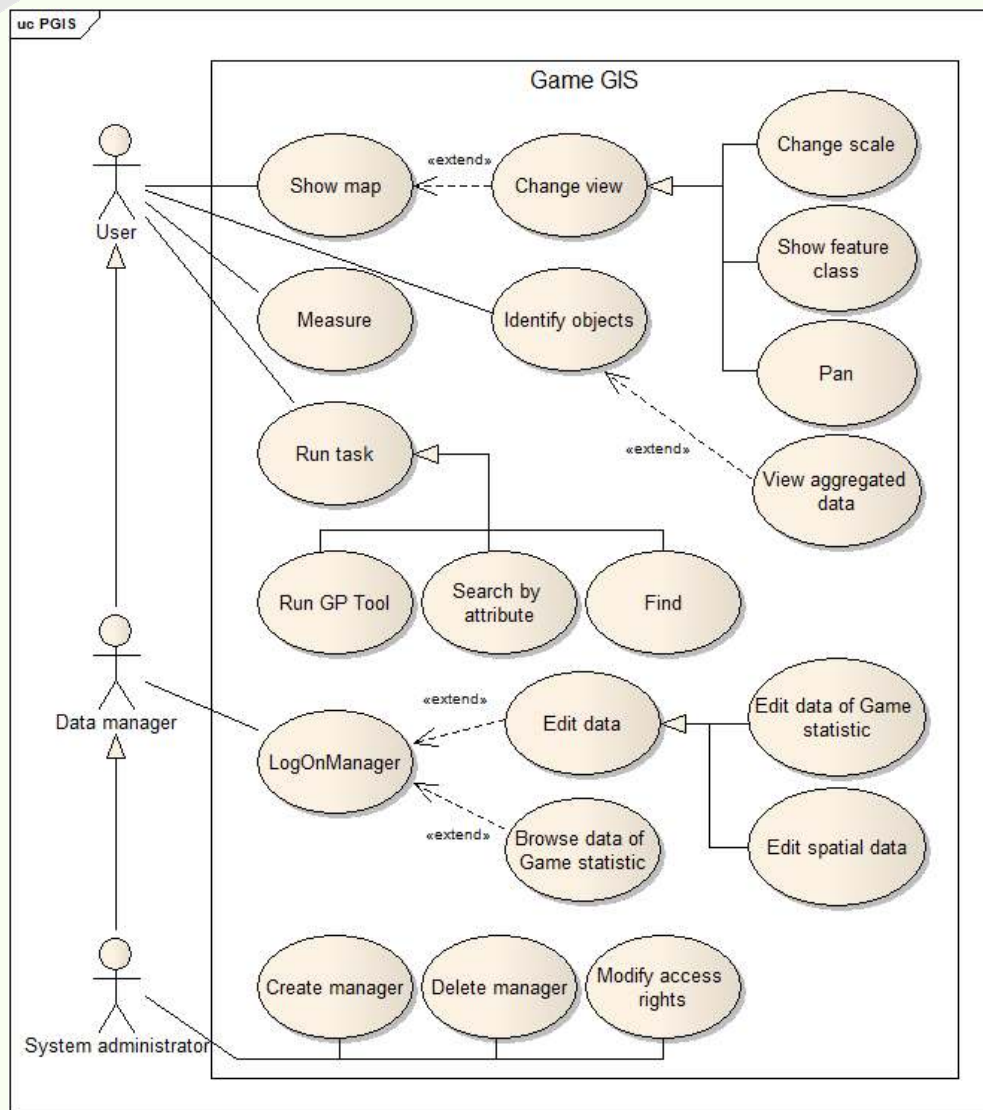 uc PGIS
Game GIS
User
Show map
«extend»
Change view
Change scale
Show feature
class
Pan
Measure
Identify objects
«extend»
View aggregated
data
Run task
Run GP Tool
Search by
attribute
Find
Data manager
LogOnManager
«extend»
Edit data
Edit data of Game
statistic
«extend»
Browse data of
Game statistic
Edit spatial data
System administrator
Create manager
Delete manager
Modify access
rights